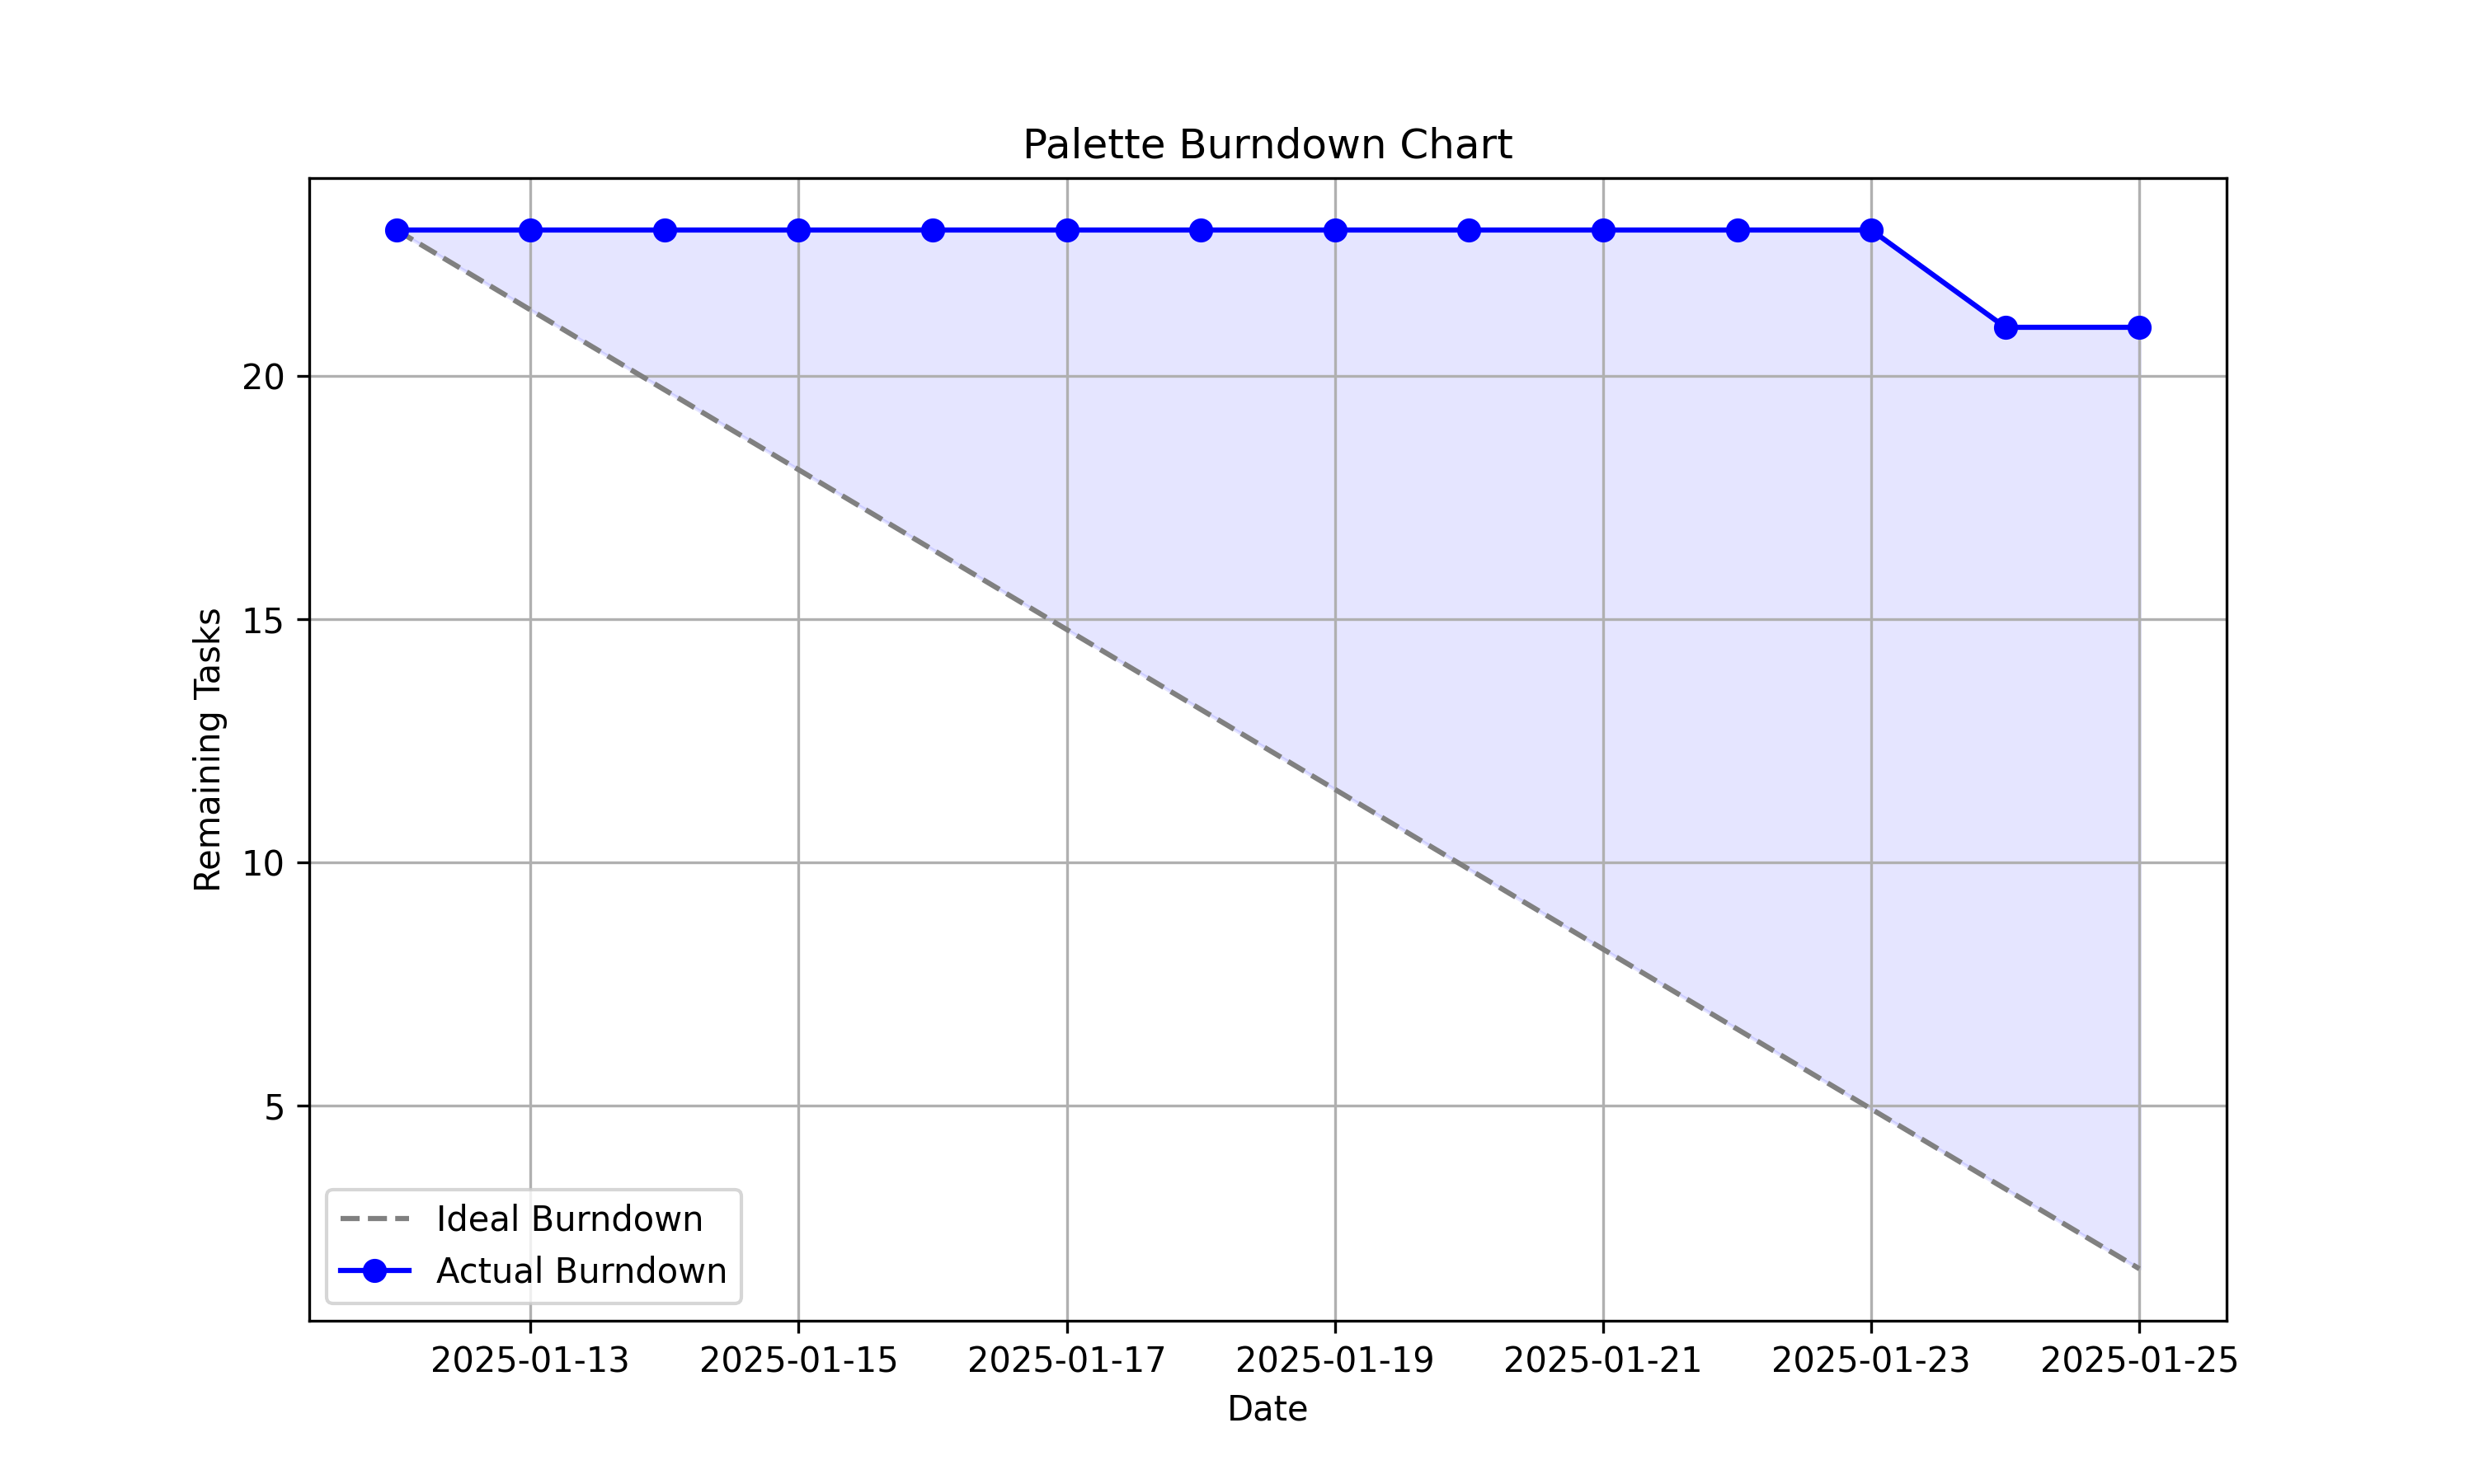 Palette Burndown Chart
Remaining Tasks
20
15
10
5
Ideal Burndown
Actual Burndown
2025-01-13 2025-01-15 2025-01-17 2025-01-19 2025-01-21 2025-01-23 2025-01-25
Date